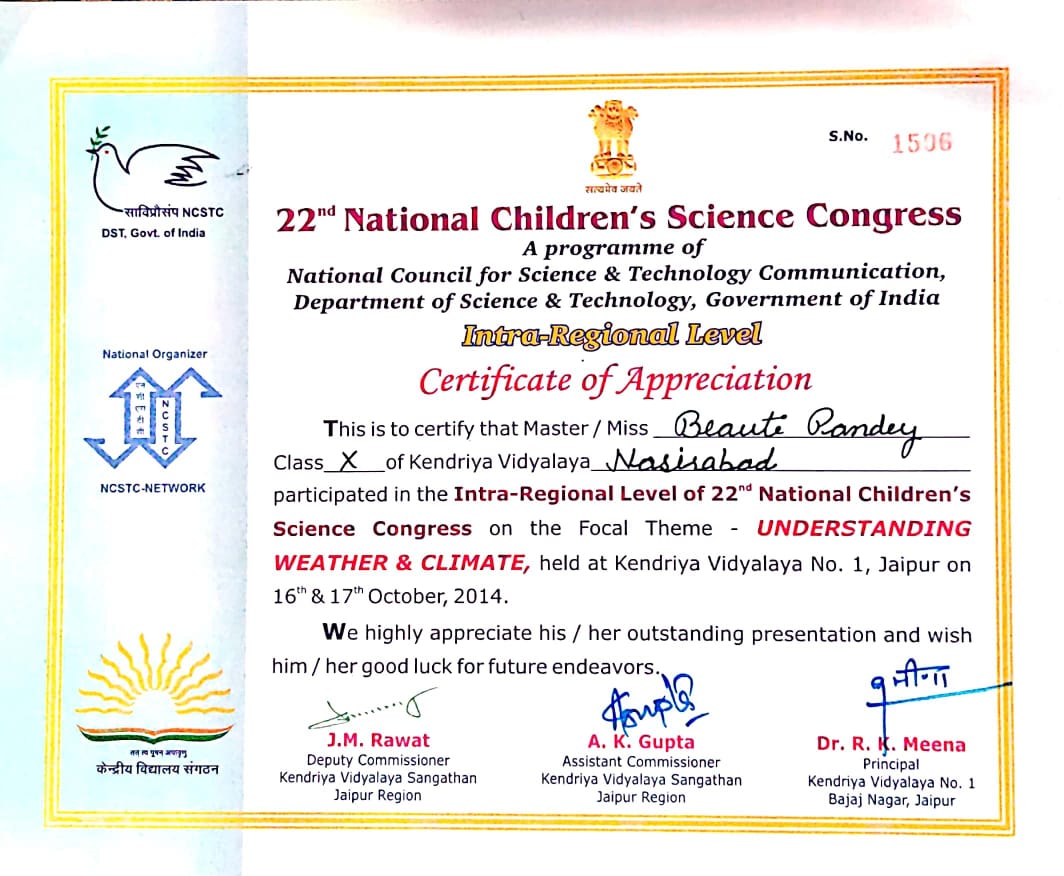 साविप्रौसंप NCSTC
DST, Govt. of India
National Organizer
एन सी एस टी सी
NCSTC
NCSTC-NETWORK
तत् त्वं पूषन् अपावृणु
केन्द्रीय विद्यालय संगठन
सत्यमेव जयते
S.No. 1506
22nd National Children's Science Congress
A programme of
National Council for Science & Technology Communication,
Department of Science & Technology, Government of India
Intra-Regional Level
Certificate of Appreciation
This is to certify that Master / Miss Beaute Pandey
Class X of Kendriya Vidyalaya Nasirabad
participated in the Intra-Regional Level of 22nd National Children's
Science Congress on the Focal Theme - UNDERSTANDING
WEATHER & CLIMATE, held at Kendriya Vidyalaya No. 1, Jaipur on
16th & 17th October, 2014.
We highly appreciate his / her outstanding presentation and wish
him / her good luck for future endeavors.
J.M. Rawat
Deputy Commissioner
Kendriya Vidyalaya Sangathan
Jaipur Region
A. K. Gupta
Assistant Commissioner
Kendriya Vidyalaya Sangathan
Jaipur Region
Dr. R. K. Meena
Principal
Kendriya Vidyalaya No. 1
Bajaj Nagar, Jaipur